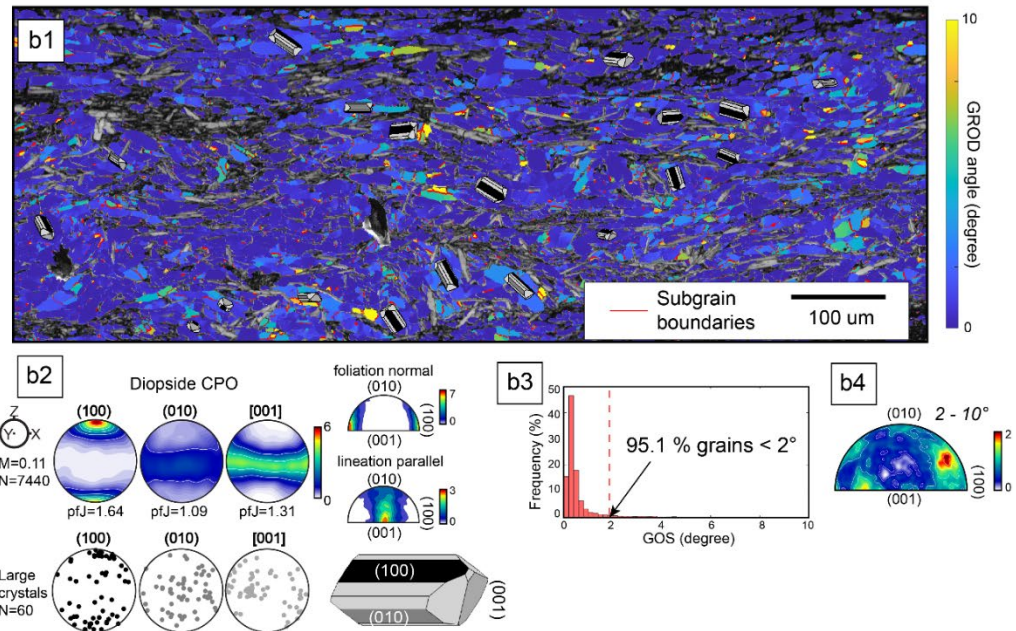 b1
10
GROD angle (degree)
0
Subgrain
boundaries
100 um
b2
Diopside CPO
Z
Y
X
M=0.11
N=7440
(100)
(010)
[001]
6
0
pfJ=1.64
pfJ=1.09
pfJ=1.31
foliation normal
(010)
7
0
(100)
(001)
lineation parallel
(010)
3
0
(100)
(001)
Large
crystals
N=60
(100)
(010)
[001]
(100)
(010)
(001)
b3
Frequency (%)
50
40
30
20
10
0
95.1 % grains < 2°
0
2
4
6
8
10
GOS (degree)
b4
(010)
2 - 10°
2
0
(100)
(001)